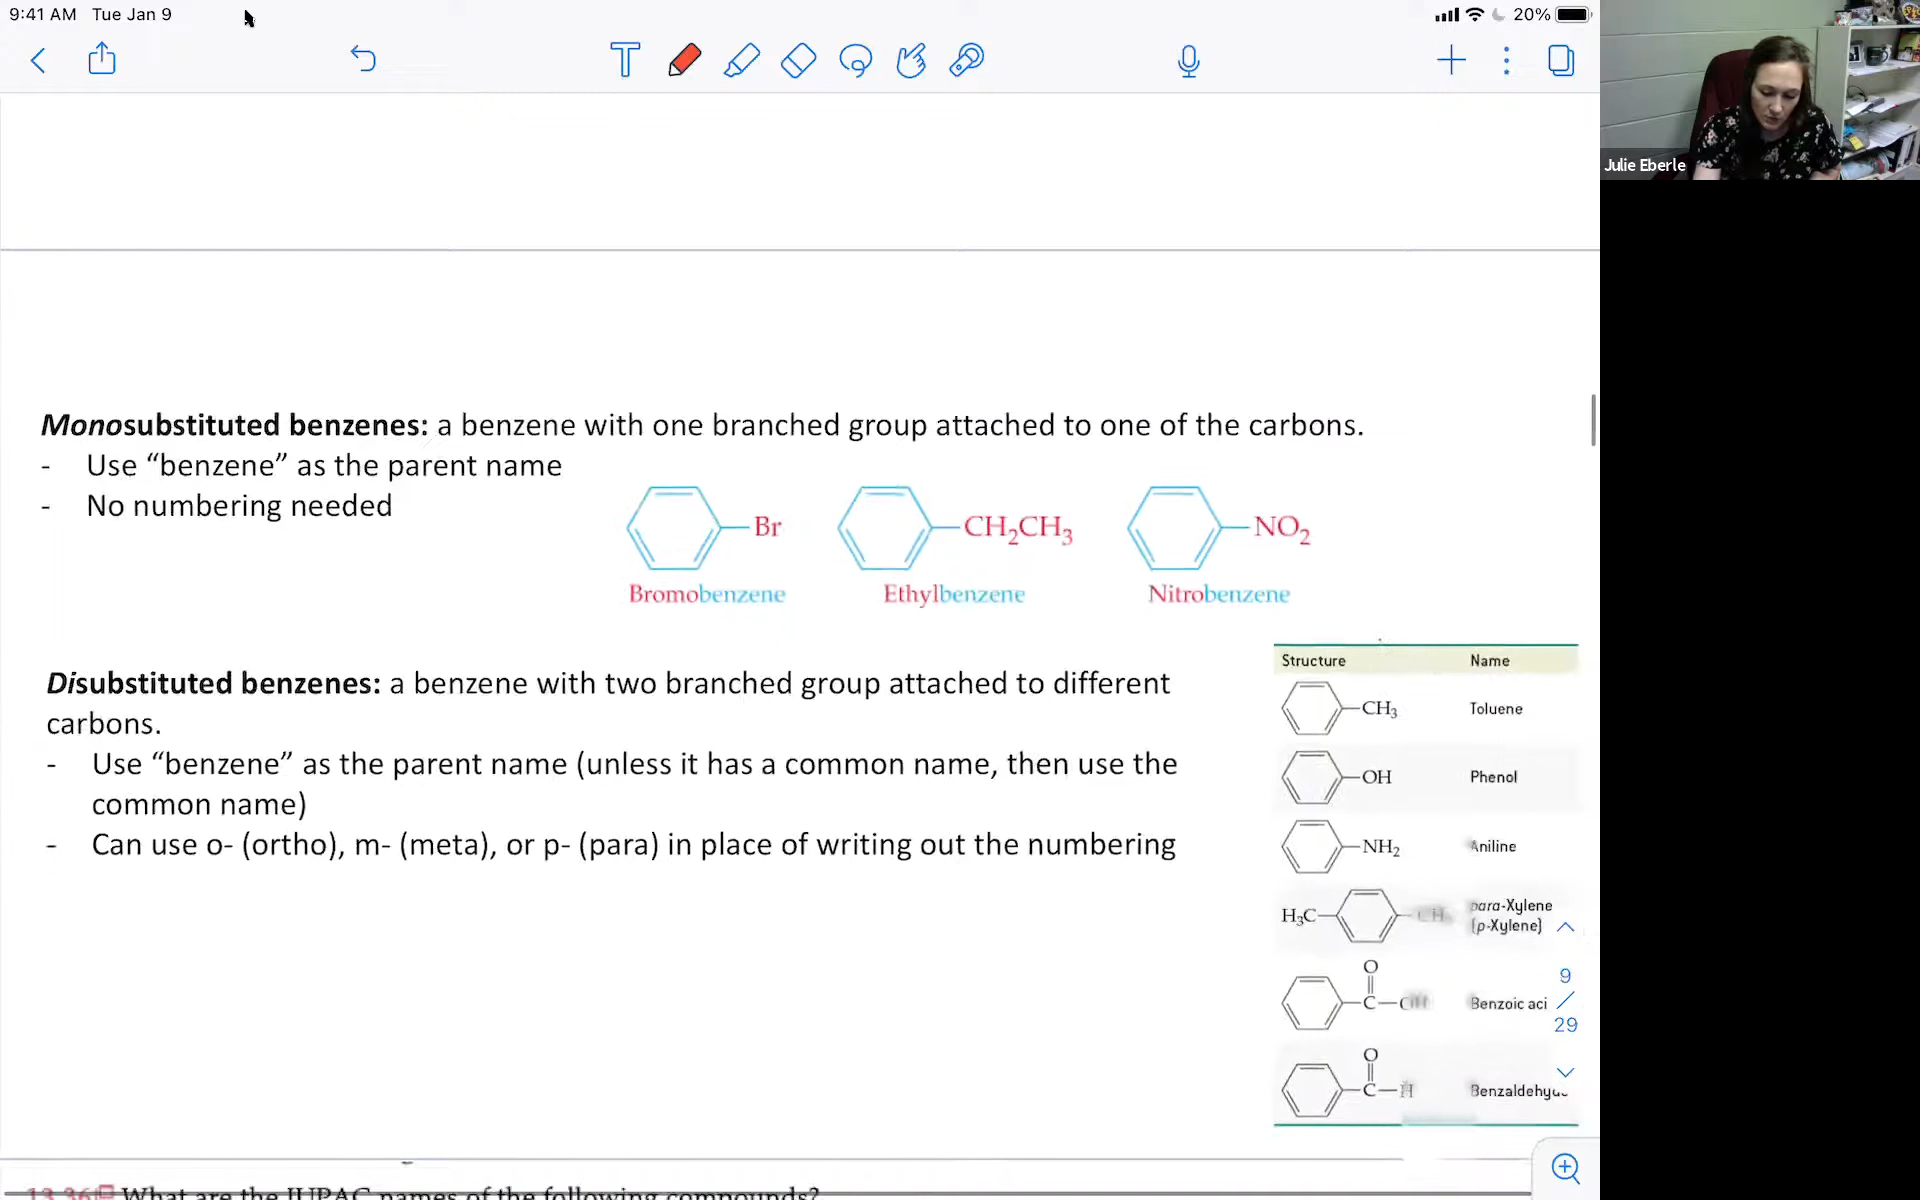 9:41 AM Tue Jan 9
20%
Julie Eberle
Monosubstituted benzenes: a benzene with one branched group attached to one of the carbons.
- Use “benzene” as the parent name
- No numbering needed
Br
CH2CH3
NO2
Bromobenzene
Ethylbenzene
Nitrobenzene
Disubstituted benzenes: a benzene with two branched group attached to different
carbons.
- Use “benzene” as the parent name (unless it has a common name, then use the
common name)
- Can use o- (ortho), m- (meta), or p- (para) in place of writing out the numbering
Structure Name
CH3 Toluene
OH Phenol
NH2 Aniline
H3C para-Xylene
(p-Xylene)
O
C Benzoic aci
O
C H
9
29
13.36 What are the IUPAC names of the following compounds?